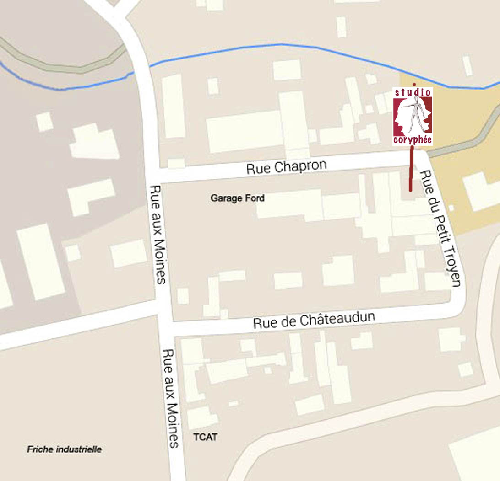 studio
coryphée
Rue Chapron
Garage Ford
Rue aux Moines
Rue du Petit Troyen
Rue de Châteaudun
Rue aux Moines
TCAT
Friche industrielle